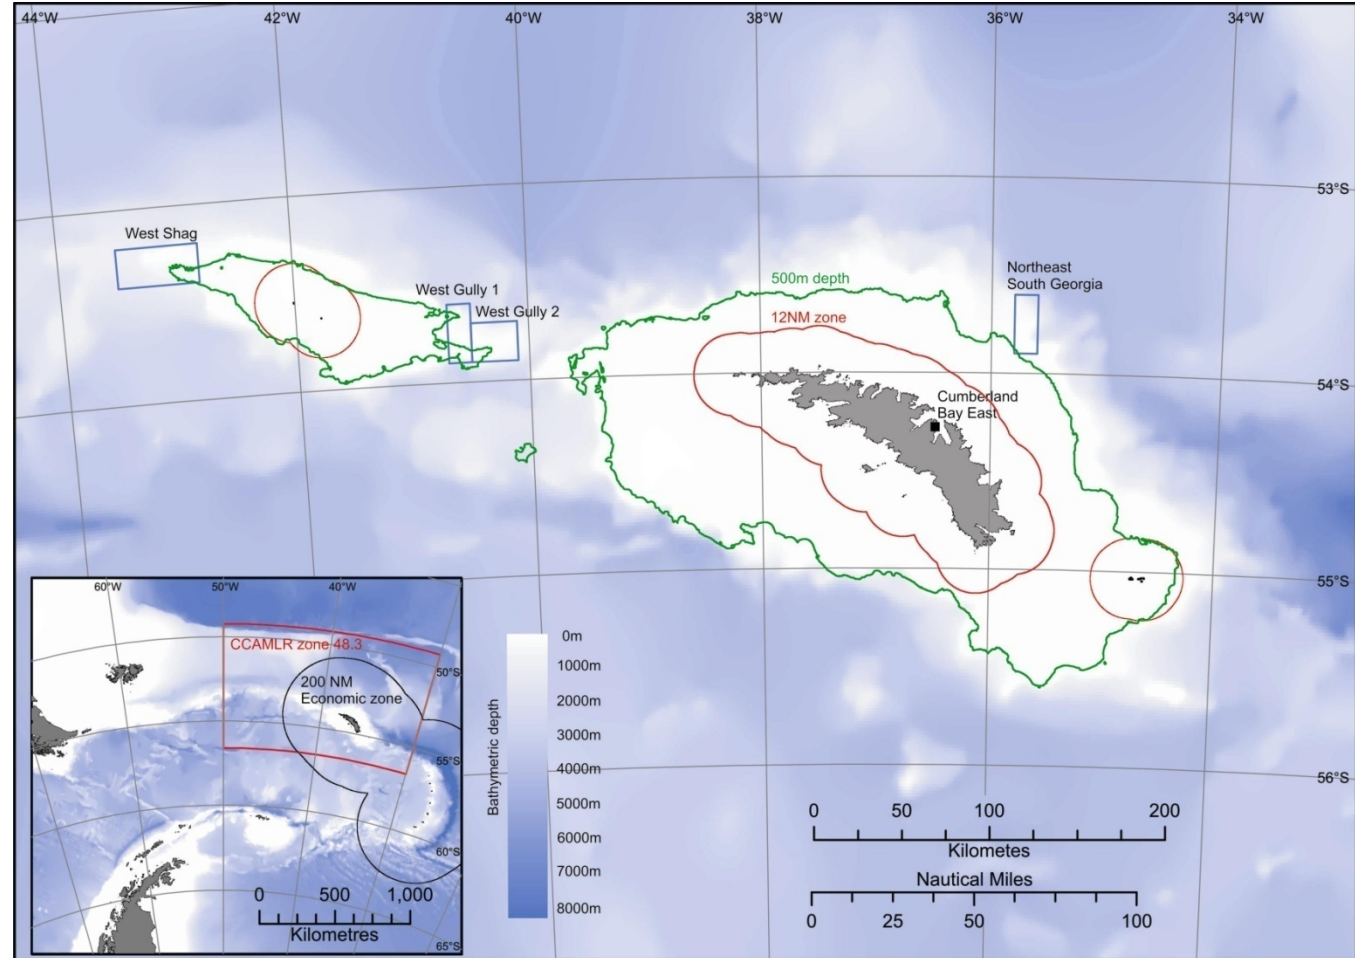 44°W
42°W
40°W
38°W
36°W
34°W
53°S
West Shag
West Gully 1
West Gully 2
500m depth
12NM zone
Northeast
South Georgia
54°S
Cumberland
Bay East
55°S
56°S
60°W
50°W
40°W
CCAMLR zone 48.3
200 NM
Economic zone
50°S
55°S
60°S
65°S
0 500 1,000
Kilometres
Bathymetric depth
0m
1000m
2000m
3000m
4000m
5000m
6000m
7000m
8000m
0 50 100 200
Kilometes
Nautical Miles
0 25 50 100